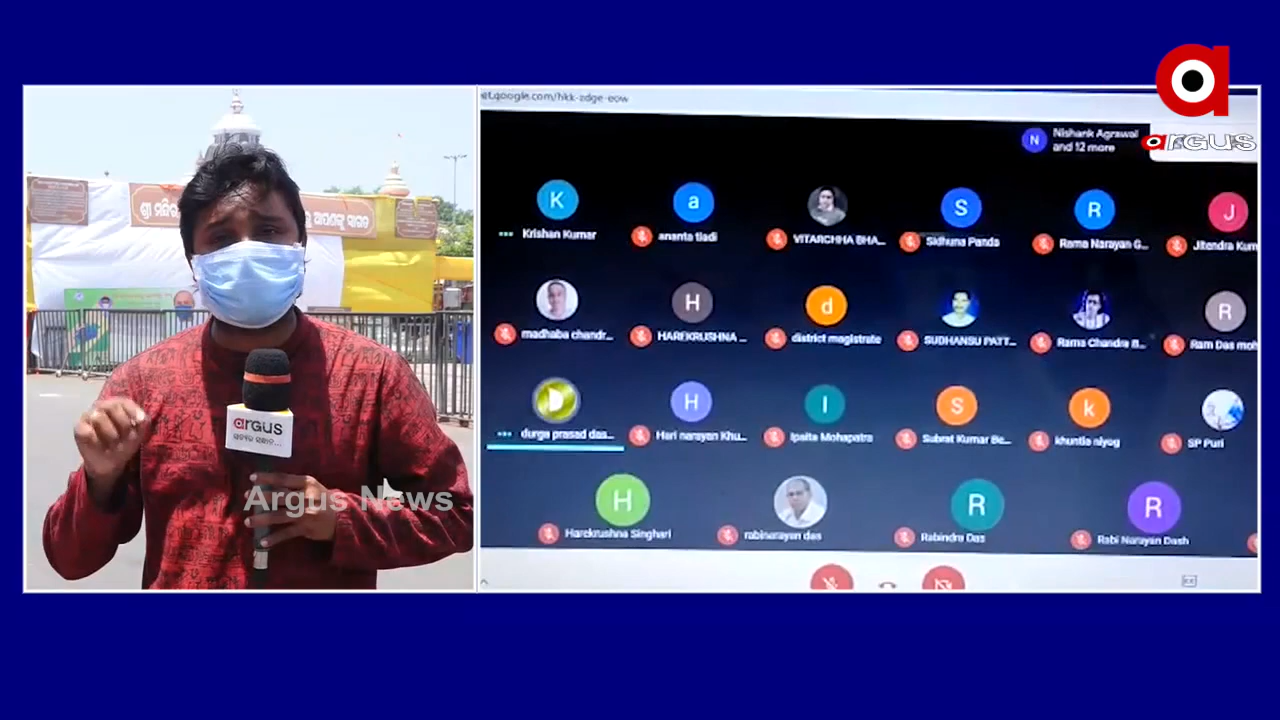 argus
ଶ୍ରୀ ମନ୍ଦିର
ଆପଣଙ୍କୁ ସ୍ବାଗତ
argus
Argus News
et.google.com/hkk-zdge-eow
Nishank Agrawal
and 12 more
K
a
S
R
J
Krishan Kumar
ananta tiadi
VITARCHHA BHA...
Sidhuna Panda
Rama Narayan G...
Jitendra Kum
H
d
R
madhaba chandr...
HAREKRUSHNA ...
district magistrate
SUDHANSU PATT...
Rama Chandra B...
Ram Das moh
H
I
S
k
durga prasad das...
Hari narayan Khu...
Ipsita Mohapatra
Subrat Kumar Be...
khuntia niyog
SP Puri
H
R
R
Harekrushna Singhari
rabinarayan das
Rabindra Das
Rabi Narayan Dash
N